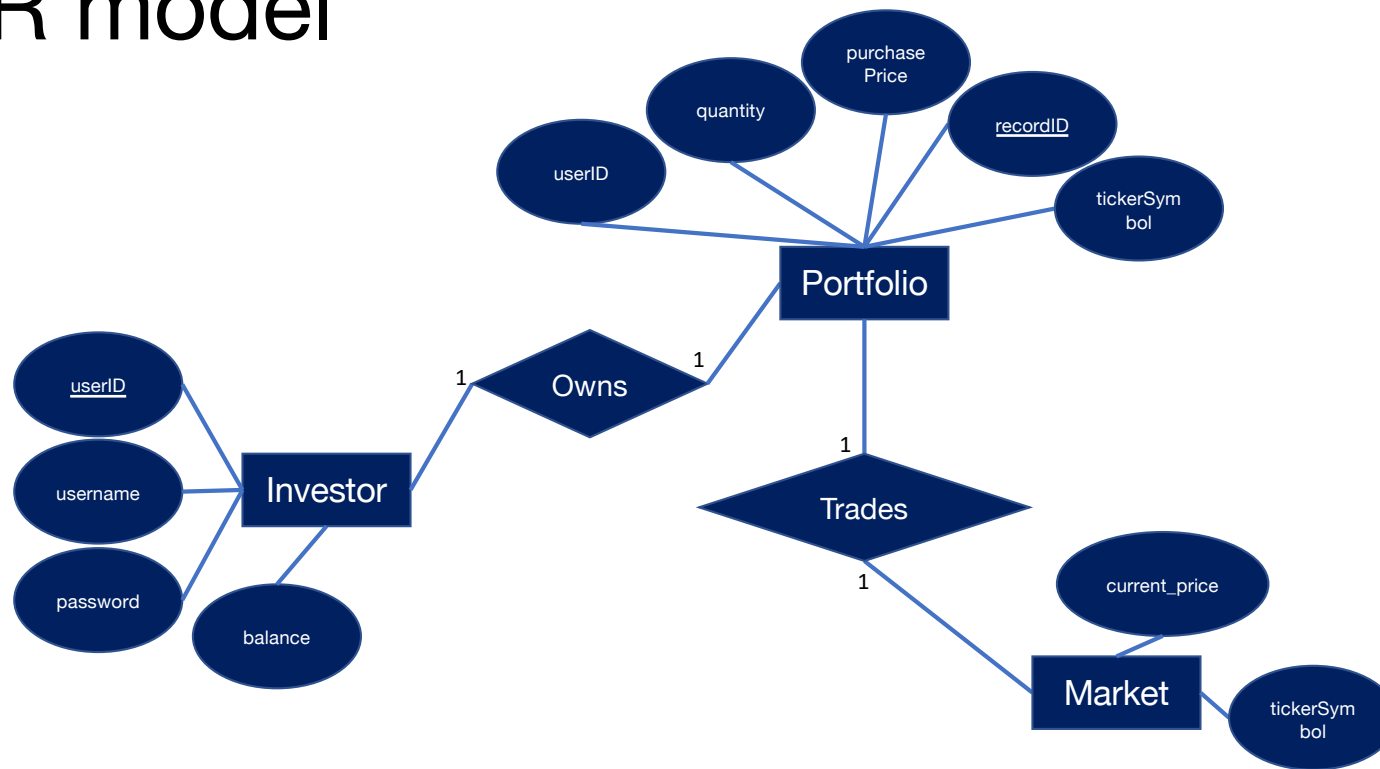 R model
purchase
Price
quantity
recordID
userID
tickerSym
bol
Portfolio
1
1
Owns
userID
username
password
Investor
balance
1
Trades
1
current_price
Market
tickerSym
bol